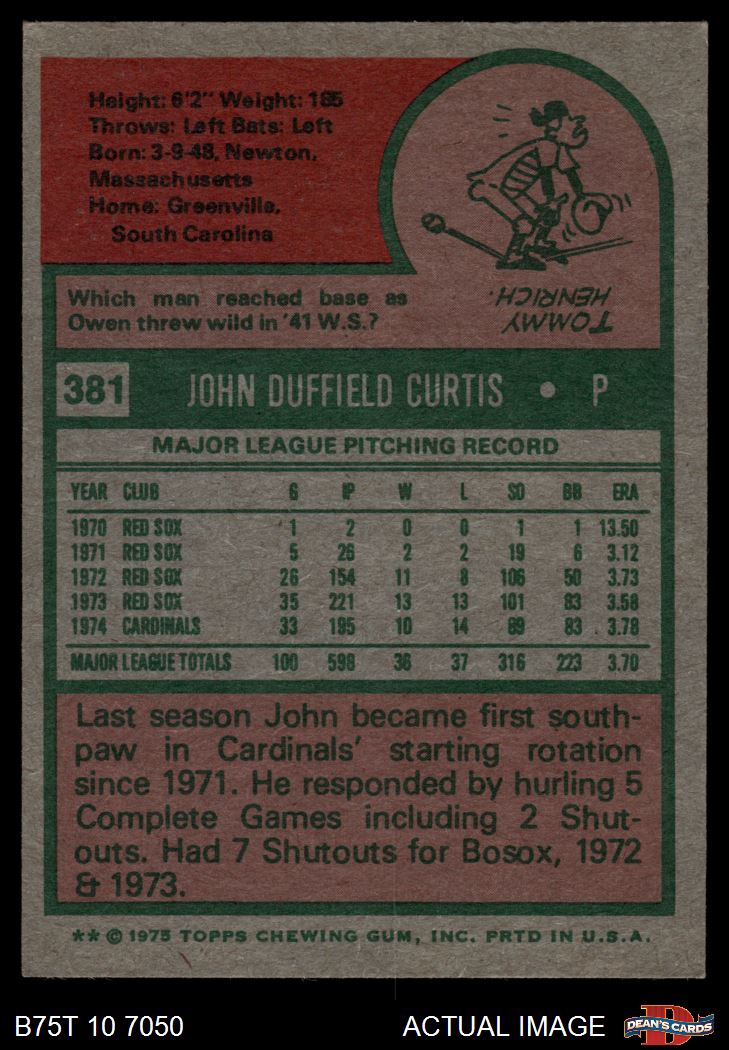 Height: 6'2" Weight: 185
Throws: Left Bats: Left
Born: 3-9-48, Newton,
Massachusetts
Home: Greenville,
South Carolina
Which man reached base as
Owen threw wild in '41 W.S.?
TOMMY
HENRICH.
381 JOHN DUFFIELD CURTIS • P
MAJOR LEAGUE PITCHING RECORD
YEAR CLUB G IP W L SO BB ERA
1970 RED SOX 1 2 0 0 1 1 13.50
1971 RED SOX 5 26 2 2 19 6 3.12
1972 RED SOX 26 154 11 8 106 50 3.73
1973 RED SOX 35 221 13 13 101 83 3.58
1974 CARDINALS 33 195 10 14 89 83 3.78
MAJOR LEAGUE TOTALS 100 598 36 37 316 223 3.70
Last season John became first south-
paw in Cardinals' starting rotation
since 1971. He responded by hurling 5
Complete Games including 2 Shut-
outs. Had 7 Shutouts for Bosox, 1972
& 1973.
** © 1975 TOPPS CHEWING GUM, INC. PRTD IN U.S.A.
B75T 10 7050 ACTUAL IMAGE D DEAN'S CARDS